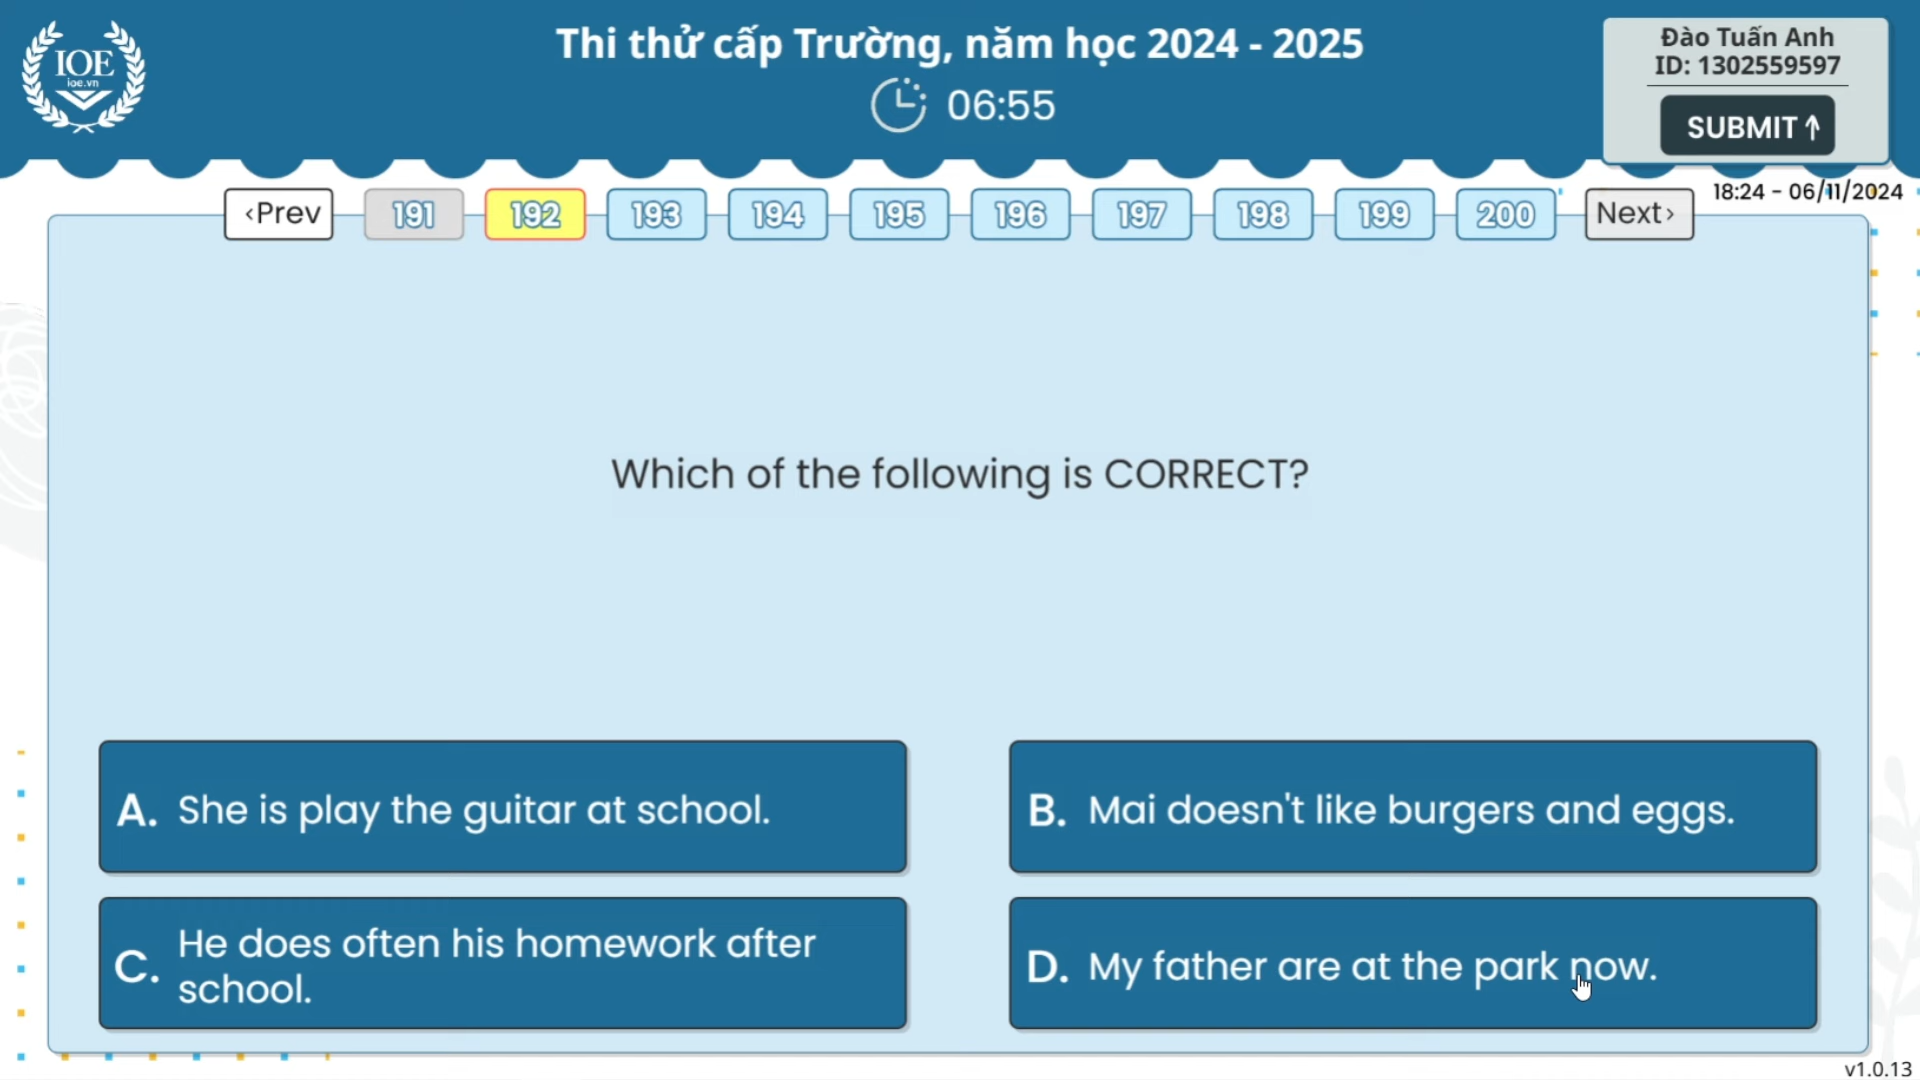 IOE
ioe.vn
Thi thử cấp Trường, năm học 2024 - 2025
06:55
Đào Tuấn Anh
ID: 1302559597
SUBMIT
18:24 - 06/11/2024
‹Prev
191
192
193
194
195
196
197
198
199
200
Next›
Which of the following is CORRECT?
A. She is play the guitar at school.
B. Mai doesn't like burgers and eggs.
C. He does often his homework after
school.
D. My father are at the park now.
v1.0.13